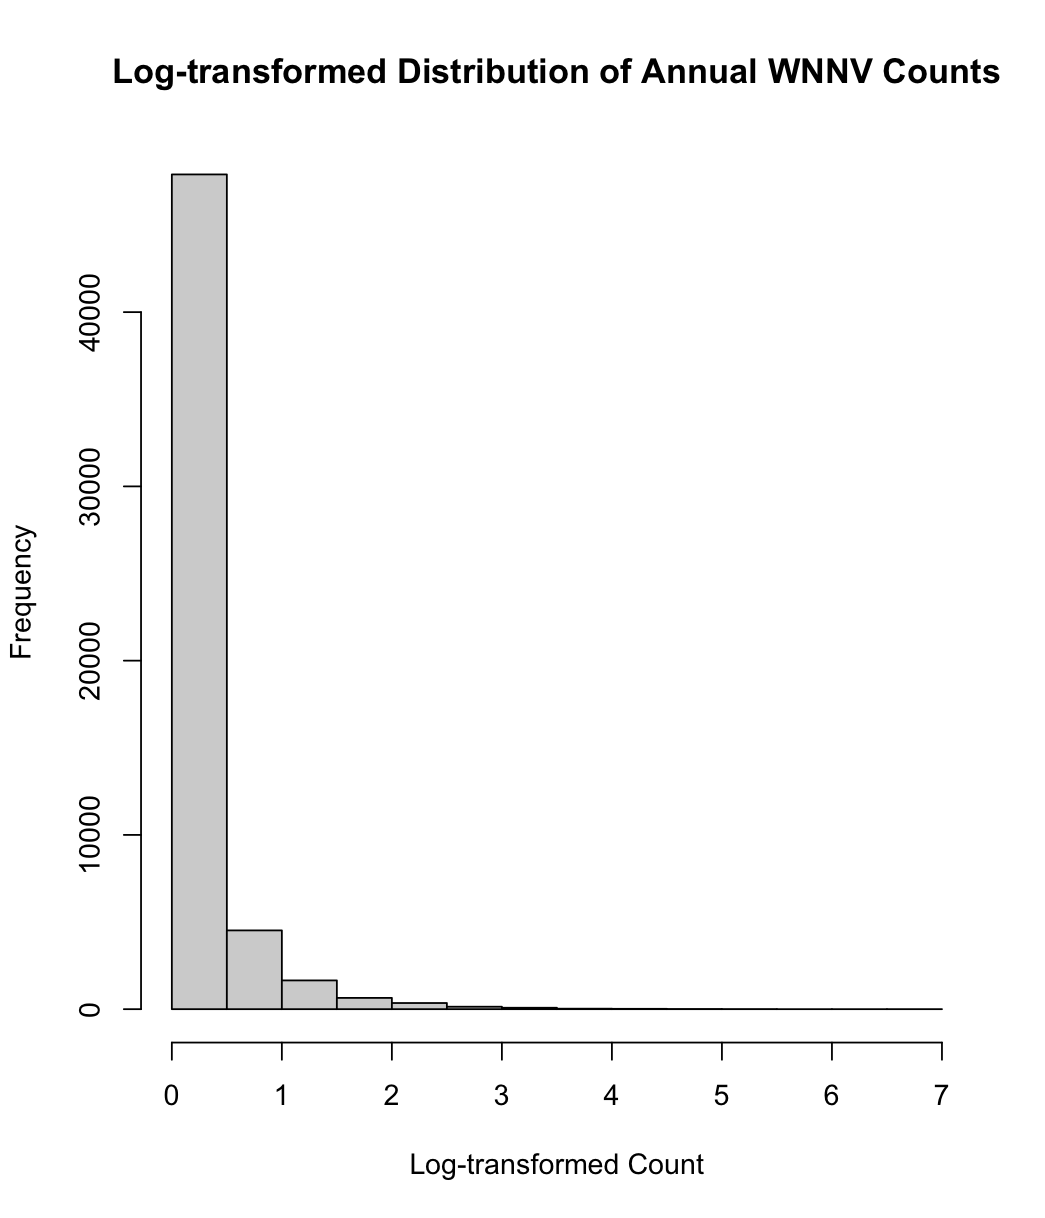 Log-transformed Distribution of Annual WNNV Counts
Frequency
40000
30000
20000
10000
0
0 1 2 3 4 5 6 7
Log-transformed Count